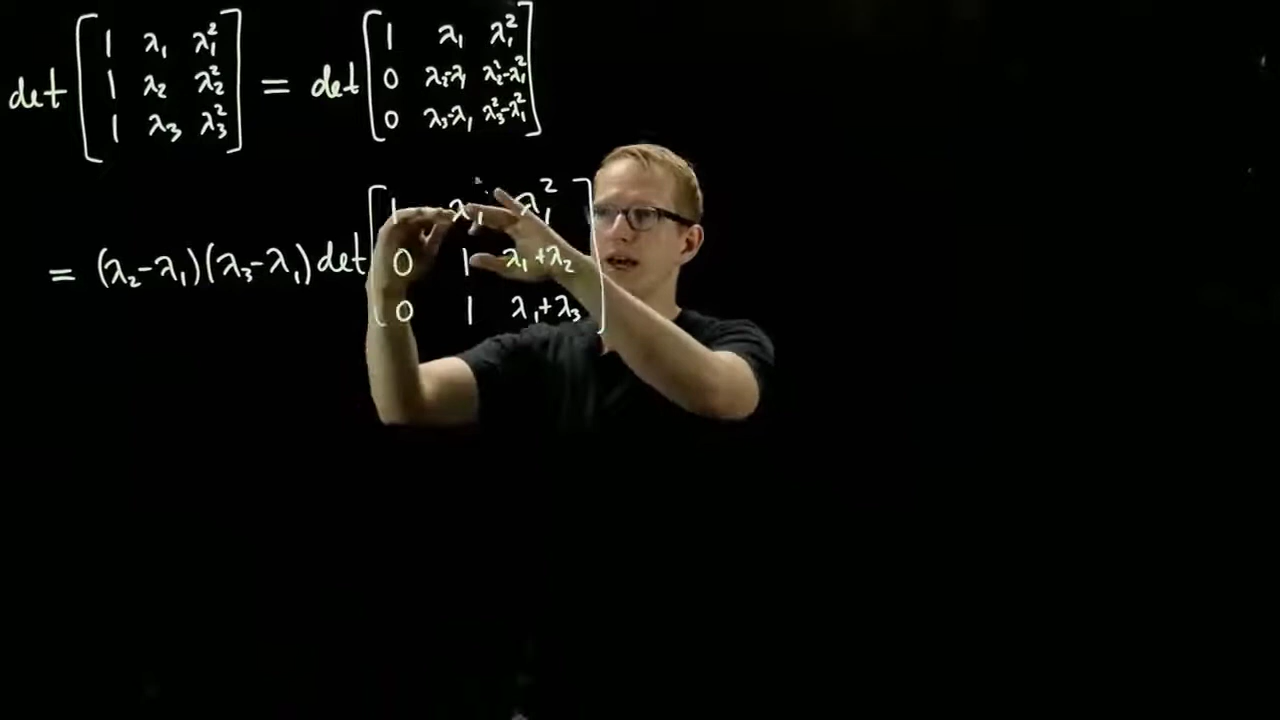 det [ 1 λ₁ λ₁² = det [ 1 λ₁ λ₁²
1 λ₂ λ₂² 0 λ₂-λ₁ λ₂²-λ₁²
1 λ₃ λ₃² ] 0 λ₃-λ₁ λ₃²-λ₁² ]
= (λ₂-λ₁)(λ₃-λ₁) det [ 1 λ₁ λ₁²
0 1 λ₁+λ₂
0 1 λ₁+λ₃ ]